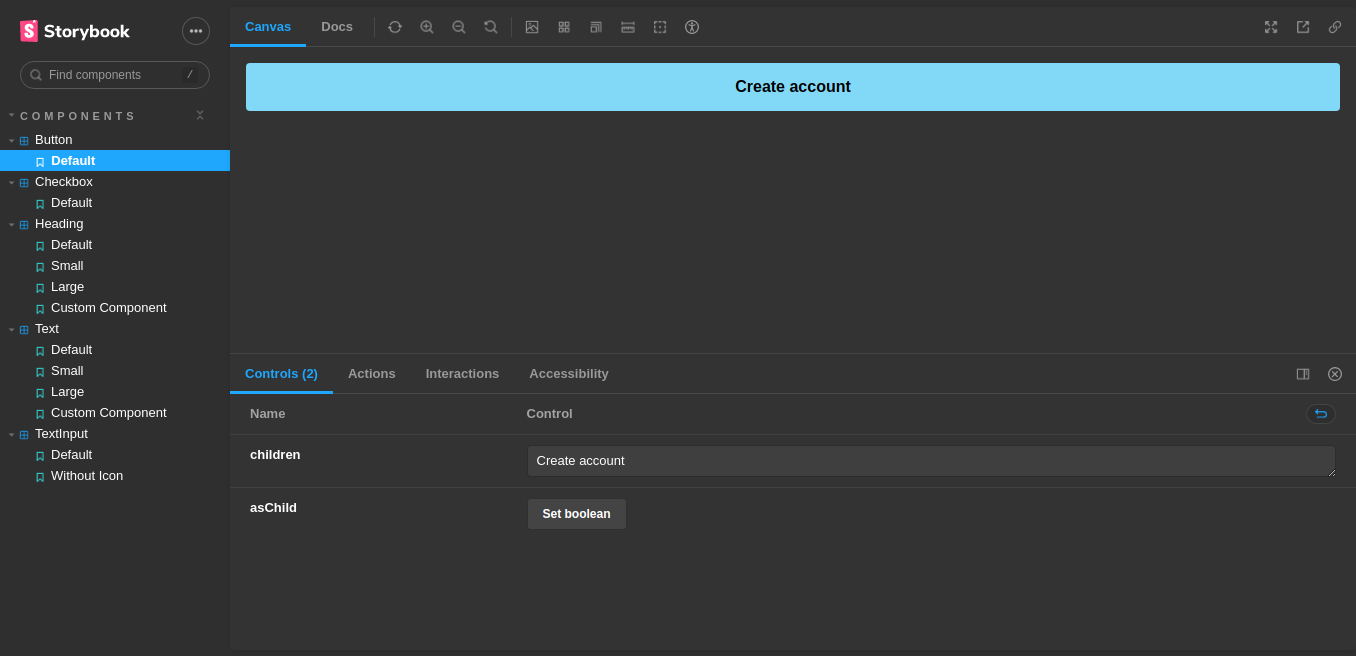 Storybook
Find components
/
COMPONENTS
Button
Default
Checkbox
Default
Heading
Default
Small
Large
Custom Component
Text
Default
Small
Large
Custom Component
TextInput
Default
Without Icon
Canvas
Docs
Create account
Controls (2)
Actions
Interactions
Accessibility
Name
Control
children
Create account
asChild
Set boolean